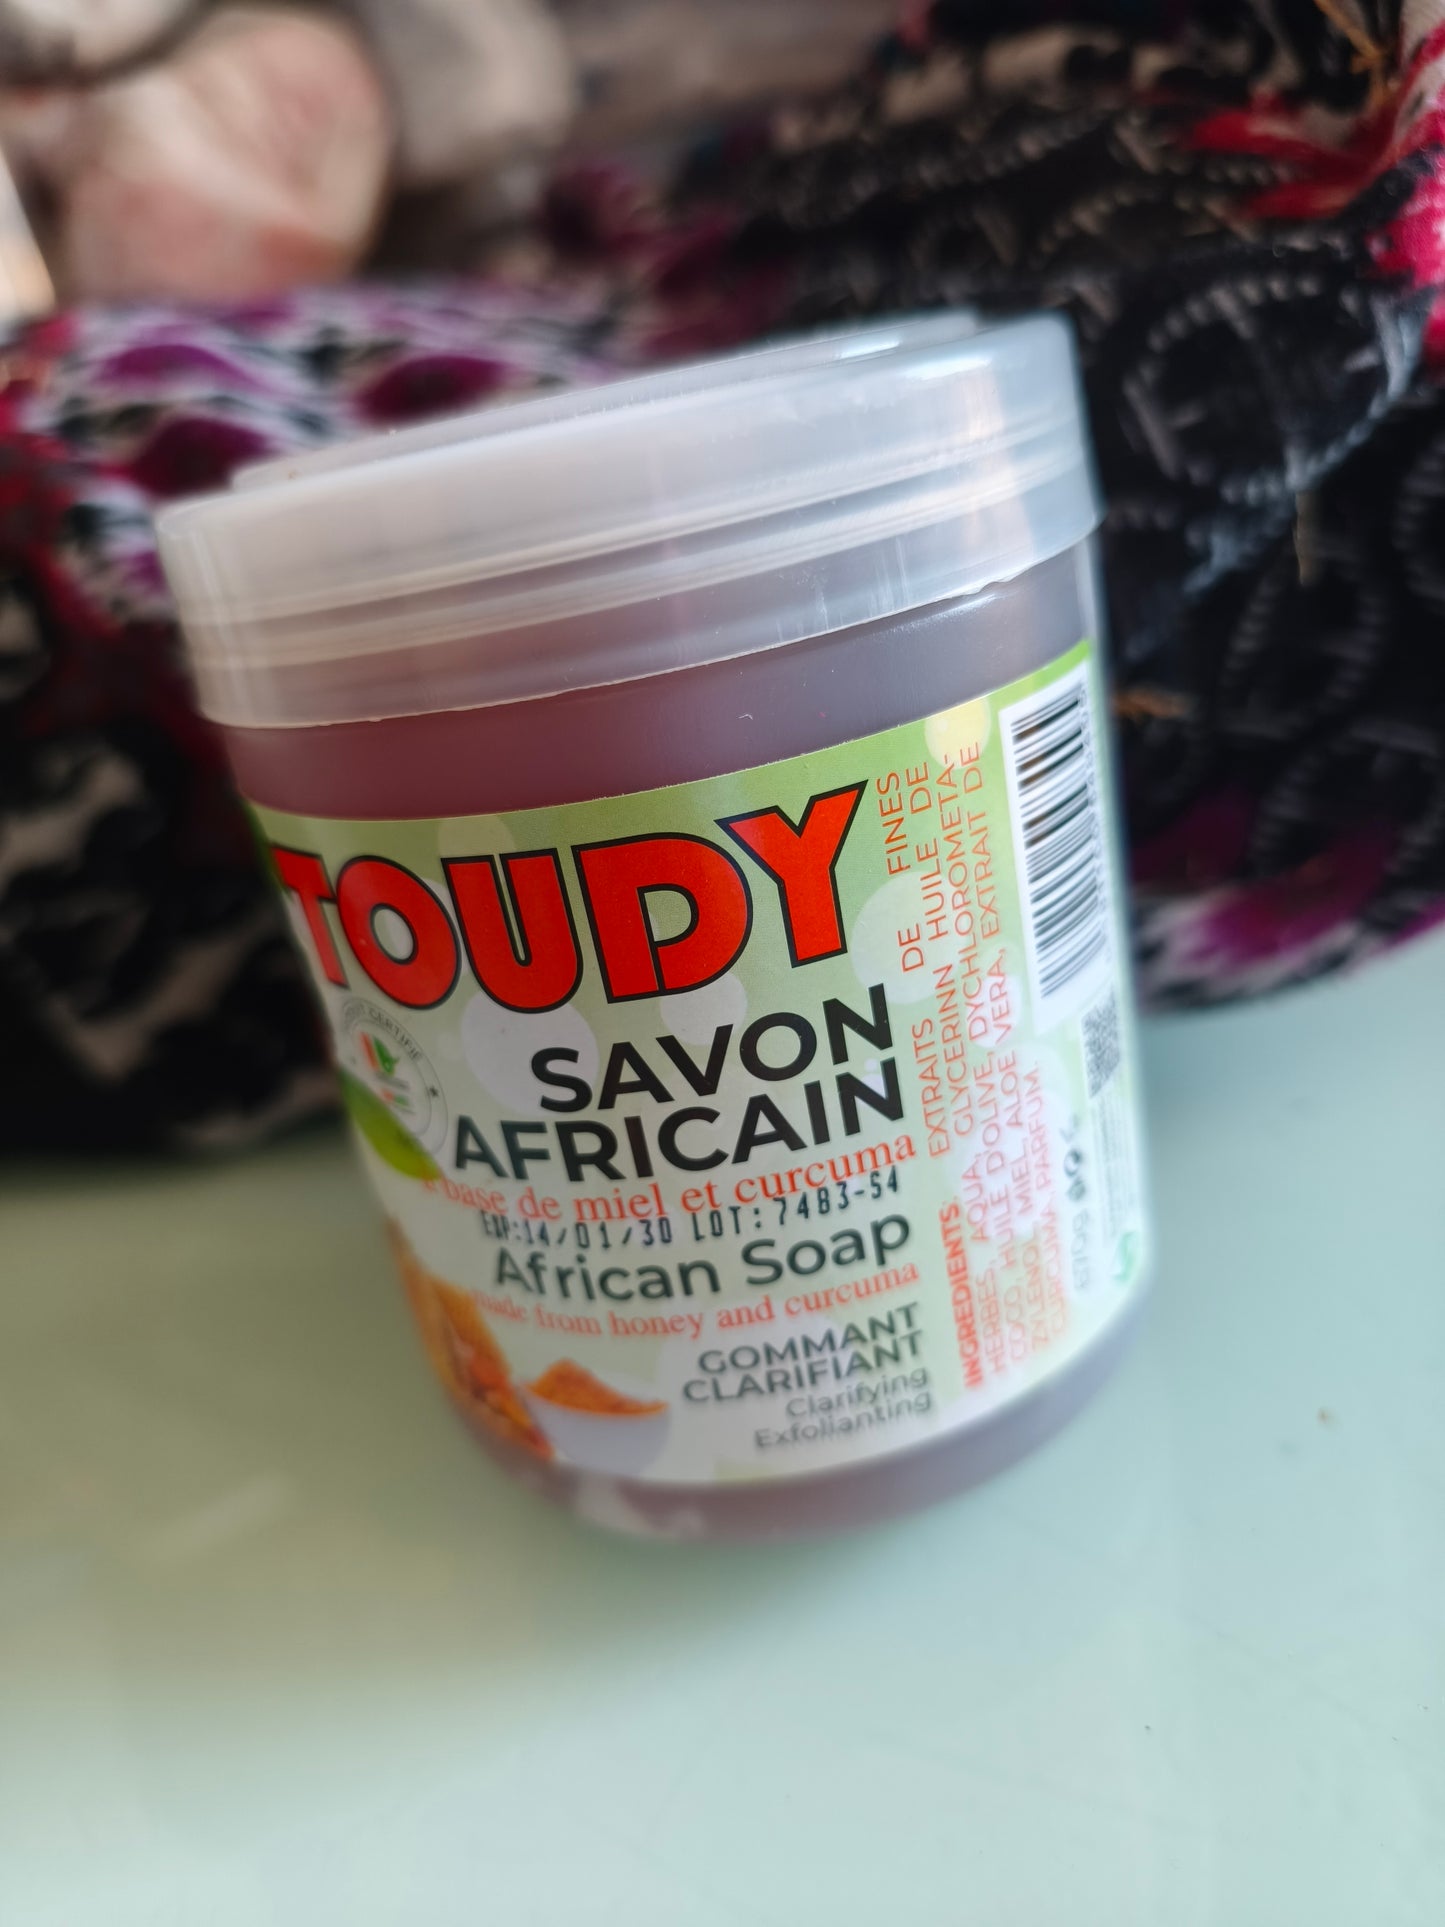 TOUDY
SAVON
AFRICAIN
à base de miel et curcuma
EXP:14/01/30 LOT:7483-S4
African Soap
made from honey and curcuma
GOMMANT
CLARIFIANT
Clarifying
Exfolianting
INGREDIENTS: EXTRAITS DE FINES
HERBES, AQUA, GLYCERINN HUILE DE
COCO, HUILE D'OLIVE, DYCHLOROMETA-
ZYLENOL MIEL, ALOE VERA, EXTRAIT DE
CURCUMA, PARFUM.